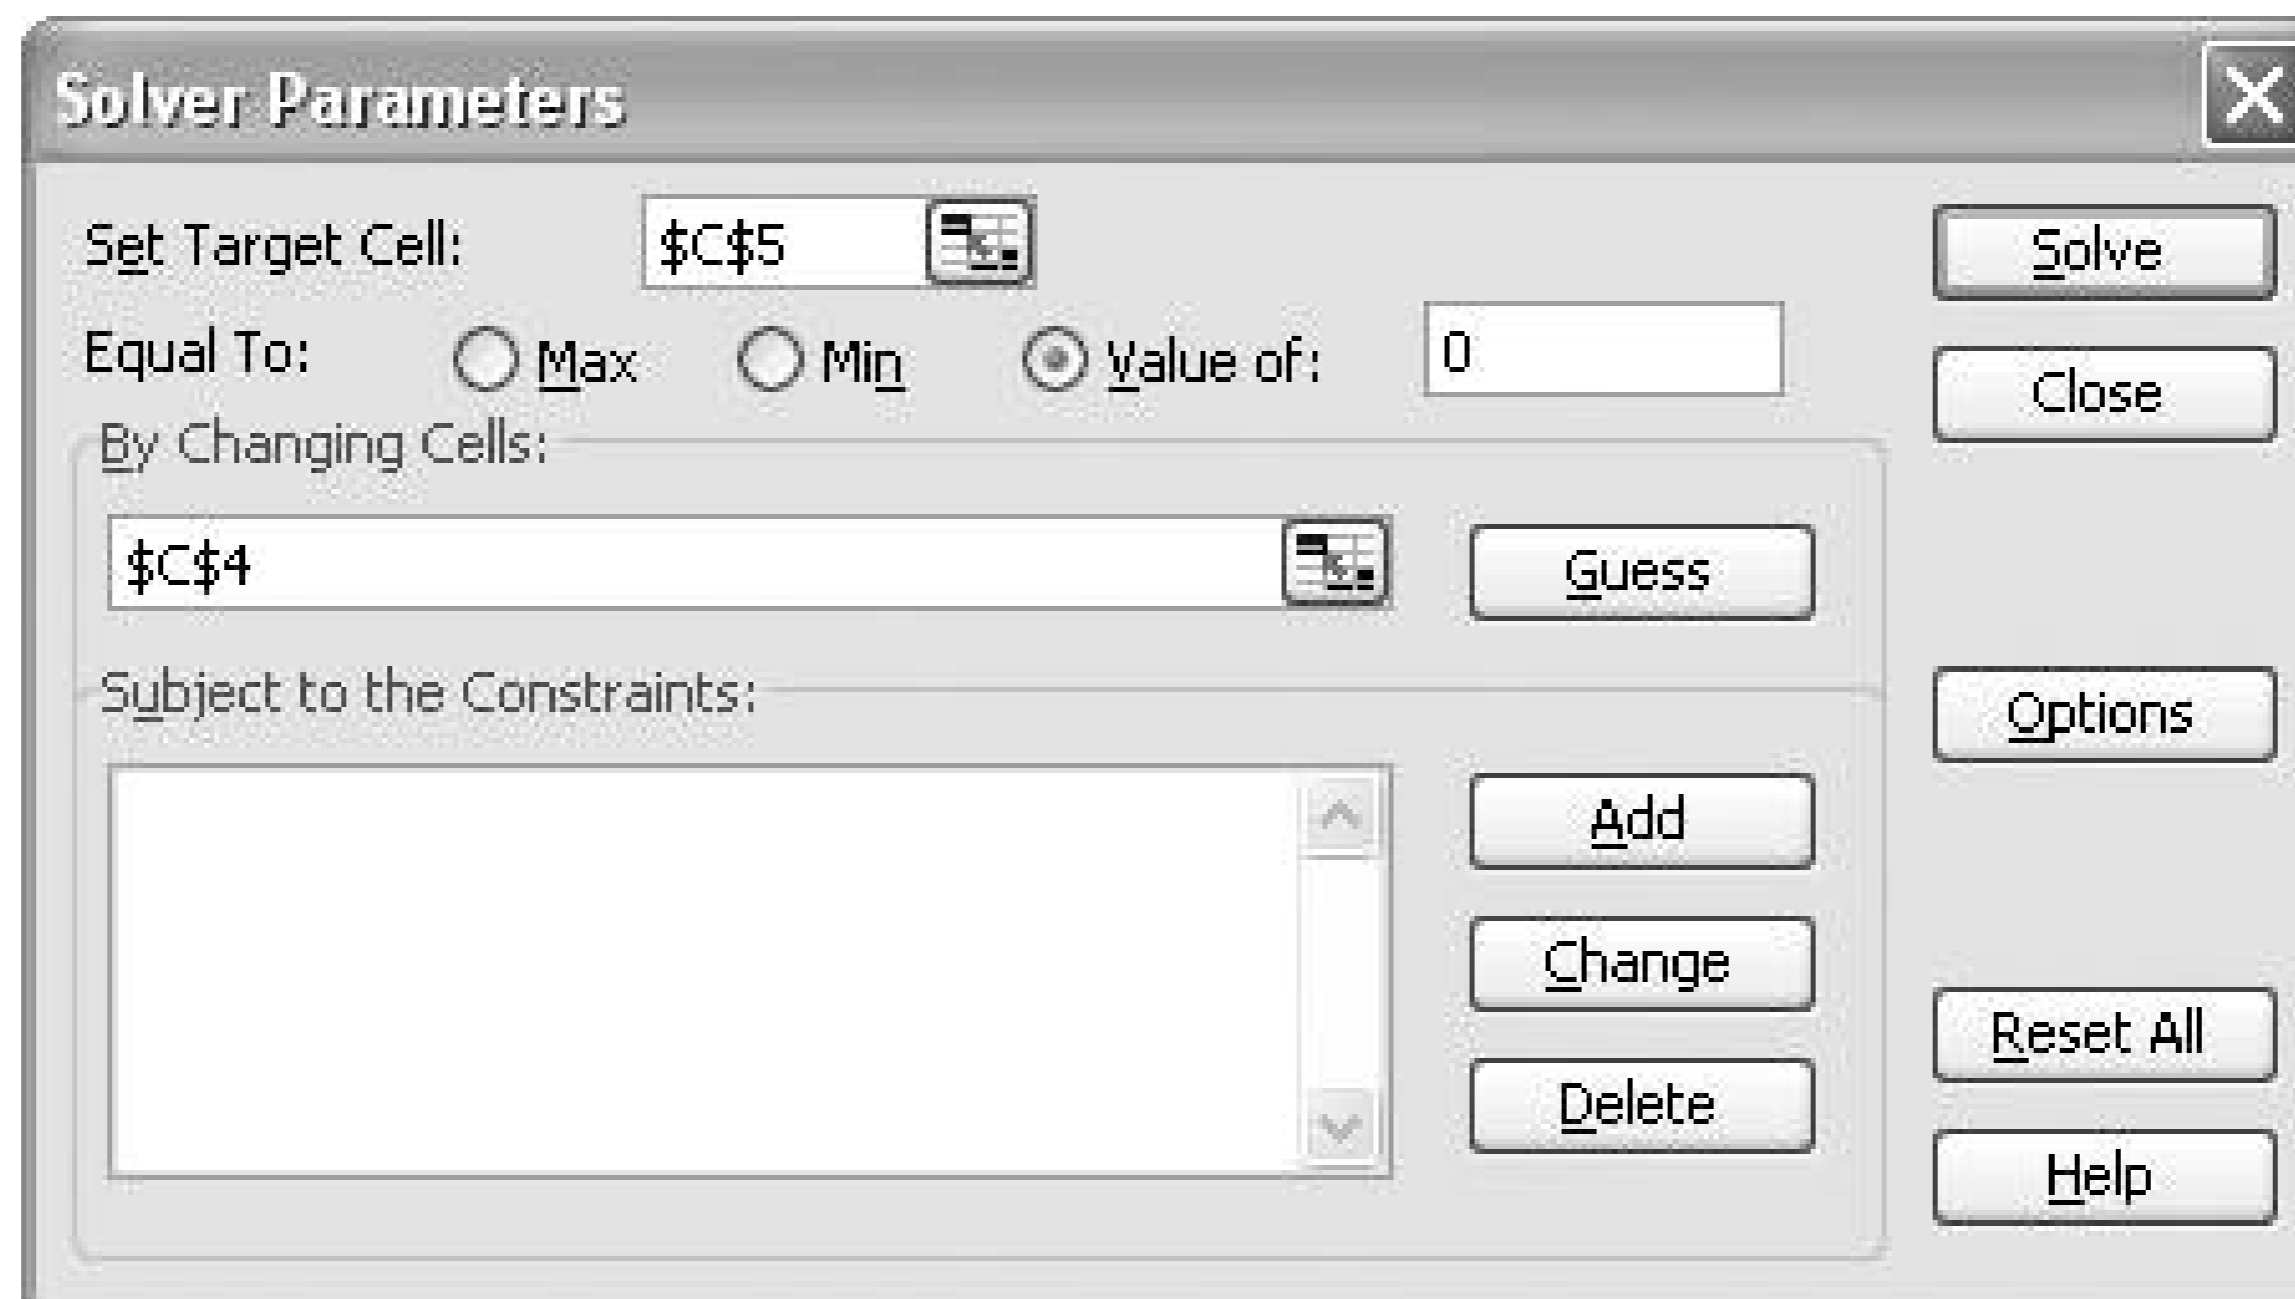 Solver Parameters
Set Target Cell: $C$5 Solve
Equal To: Max Min Value of: 0 Close
By Changing Cells:
$C$4 Guess
Subject to the Constraints: Options
Add
Change
Reset All
Delete
Help